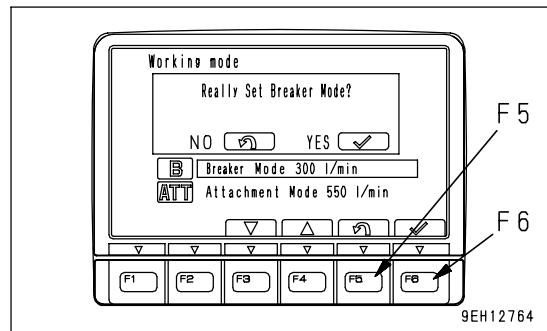 Working mode
Really Set Breaker Mode?
NO YES
B Breaker Mode 300 l/min
ATT Attachment Mode 550 l/min
F1 F2 F3 F4 F5 F6
F5
F6
9EH12764